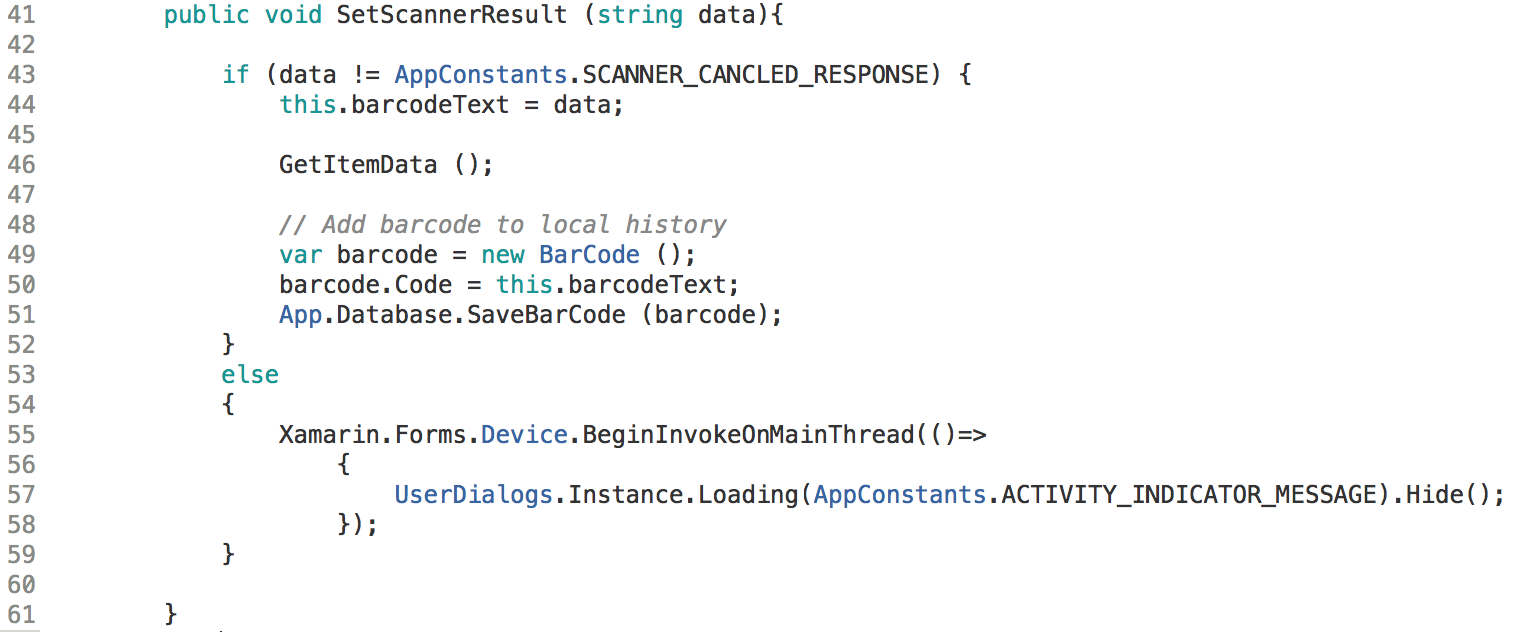 41 public void SetScannerResult (string data){
42
43 if (data != AppConstants.SCANNER_CANCLED_RESPONSE) {
44 this.barcodeText = data;
45
46 GetItemData ();
47
48 // Add barcode to local history
49 var barcode = new BarCode ();
50 barcode.Code = this.barcodeText;
51 App.Database.SaveBarCode (barcode);
52 }
53 else
54 {
55 Xamarin.Forms.Device.BeginInvokeOnMainThread(()=>
56 {
57 UserDialogs.Instance.Loading(AppConstants.ACTIVITY_INDICATOR_MESSAGE).Hide();
58 });
59 }
60
61 }